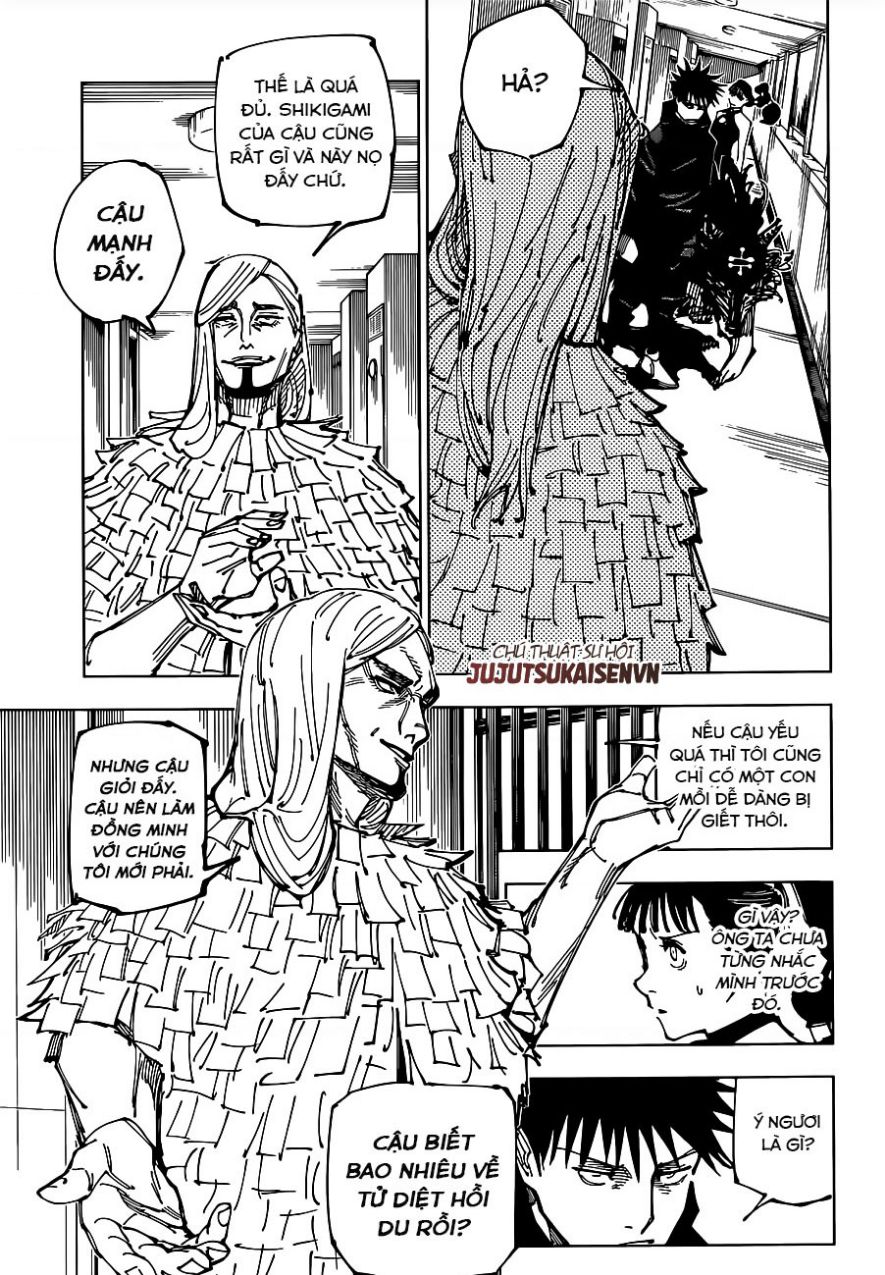 HẢ?
THẾ LÀ QUÁ
ĐỦ. SHIKIGAMI
CỦA CẬU CŨNG
RẤT GÌ VÀ NÀY NỌ
ĐẤY CHỨ.
CẬU
MẠNH
ĐẤY.
CHÚ THUẬT SƯ HỒI
JUJUTSUKAISENVN
NẾU CẬU YẾU
QUÁ THÌ TÔI CŨNG
CHỈ CÓ MỘT CON
MỒI DỄ DÀNG BỊ
GIẾT THÔI.
NHƯNG CẬU
GIỎI ĐẤY.
CẬU NÊN LÀM
ĐỒNG MINH
VỚI CHÚNG
TÔI MỚI PHẢI.
GÌ VẬY?
ÔNG TA CHƯA
TỪNG NHẮC
MÌNH TRƯỚC
ĐÓ.
Ý NGƯƠI
LÀ GÌ?
CẬU BIẾT
BAO NHIÊU VỀ
TỬ DIỆT HỒI
DU RỒI?